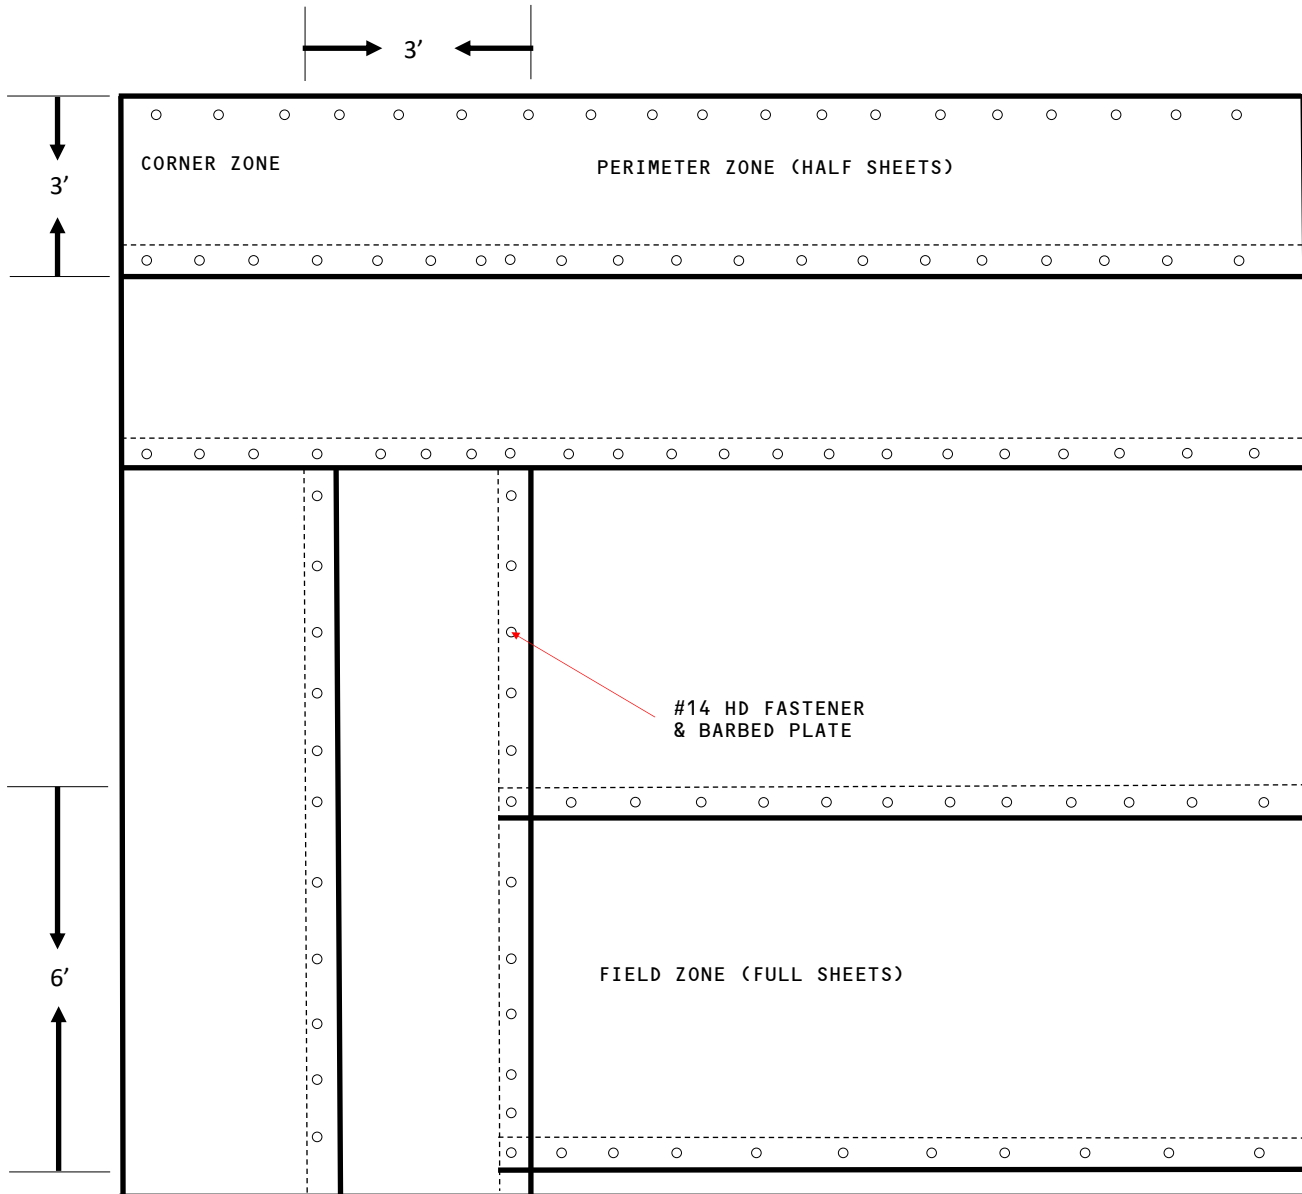 3’
CORNER ZONE
PERIMETER ZONE (HALF SHEETS)
3’
#14 HD FASTENER
& BARBED PLATE
6’
FIELD ZONE (FULL SHEETS)